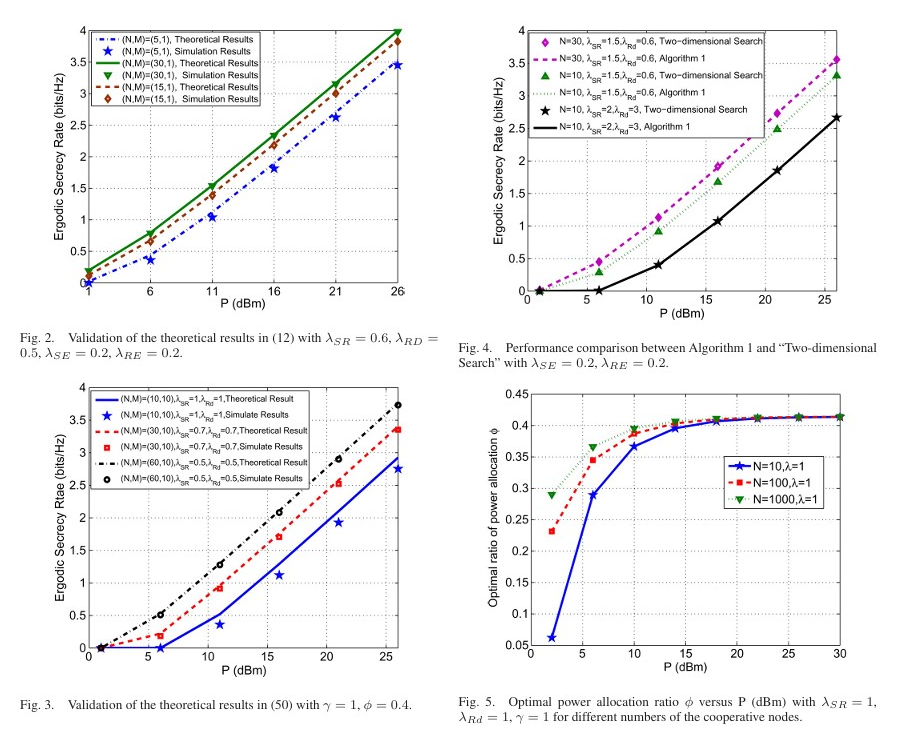 4
3.5
3
2.5
2
1.5
1
0.5
0
Ergodic Secrecy Rate (bits/Hz)
(N,M)=(5,1), Theoretical Results
(N,M)=(5,1), Simulation Results
(N,M)=(30,1), Theoretical Results
(N,M)=(30,1), Simulation Results
(N,M)=(15,1), Theoretical Results
(N,M)=(15,1), Simulation Results
1 6 11 16 21 26
P (dBm)
Fig. 2. Validation of the theoretical results in (12) with λSR = 0.6, λRD =
0.5, λSE = 0.2, λRE = 0.2.
4
3.5
3
2.5
2
1.5
1
0.5
0
Ergodic Secrecy Rtae (bits/Hz)
(N,M)=(10,10),λSR=1,λRd=1,Theoretical Result
(N,M)=(10,10),λSR=1,λRd=1,Simulate Results
(N,M)=(30,10),λSR=0.7,λRd=0.7,Theoretical Result
(N,M)=(30,10),λSR=0.7,λRd=0.7,Simulate Results
(N,M)=(60,10),λSR=0.5,λRd=0.5,Theoretical Result
(N,M)=(60,10),λSR=0.5,λRd=0.5,Simulate Results
0 5 10 15 20 25
P (dBm)
Fig. 3. Validation of the theoretical results in (50) with γ = 1, ϕ = 0.4.
4
3.5
3
2.5
2
1.5
1
0.5
0
Ergodic Secrecy Rate (bits/Hz)
N=30, λSR=1.5,λRd=0.6, Two-dimensional Search
N=30, λSR=1.5,λRd=0.6, Algorithm 1
N=10, λSR=1.5,λRd=0.6, Two-dimensional Search
N=10, λSR=1.5,λRd=0.6, Algorithm 1
N=10, λSR=2,λRd=3, Two-dimensional Search
N=10, λSR=2,λRd=3, Algorithm 1
0 5 10 15 20 25
P (dBm)
Fig. 4. Performance comparison between Algorithm 1 and “Two-dimensional
Search” with λSE = 0.2, λRE = 0.2.
0.45
0.4
0.35
0.3
0.25
0.2
0.15
0.1
0.05
Optimal ratio of power allocation ϕ
N=10,λ=1
N=100,λ=1
N=1000,λ=1
0 5 10 15 20 25 30
P (dBm)
Fig. 5. Optimal power allocation ratio ϕ versus P (dBm) with λSR = 1,
λRd = 1, γ = 1 for different numbers of the cooperative nodes.